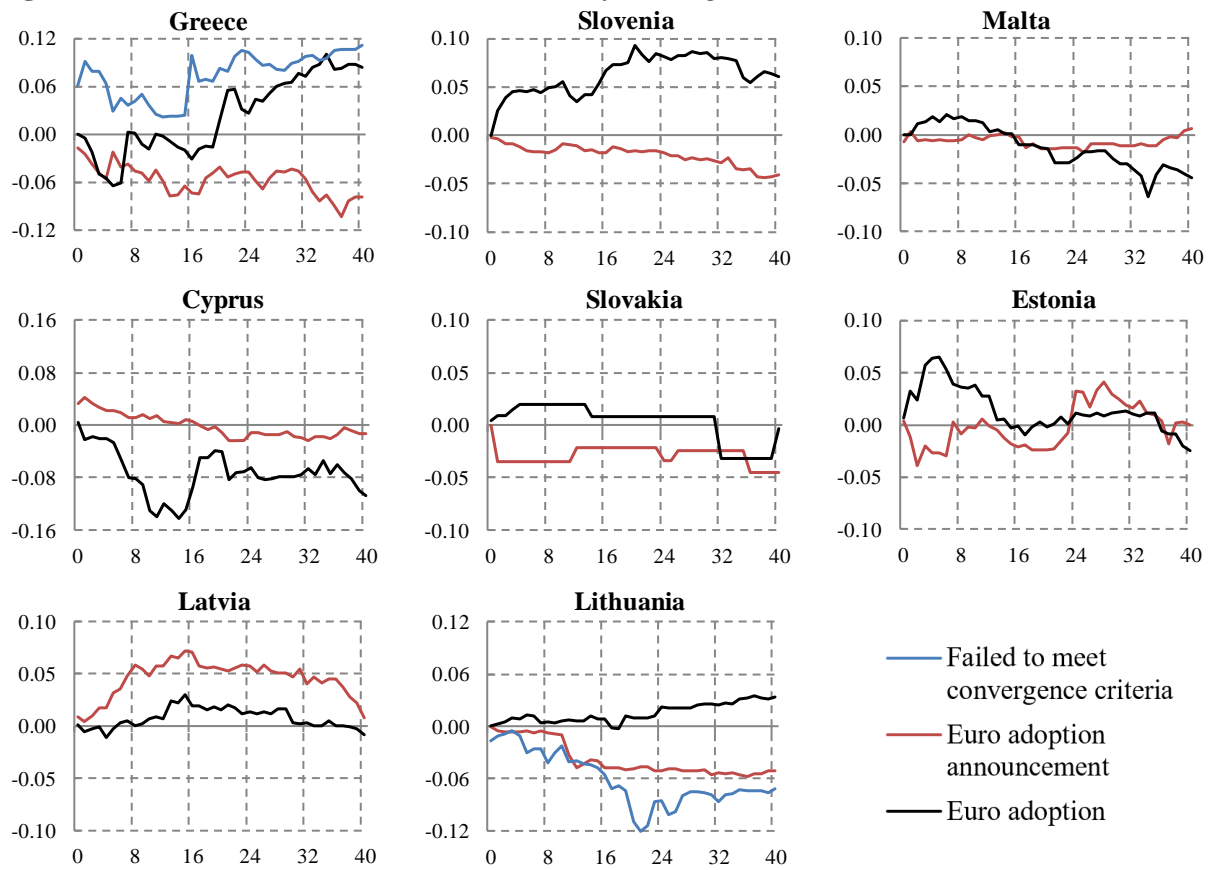 Greece
0.12
0.06
0.00
-0.06
-0.12
0 8 16 24 32 40
Slovenia
0.10
0.05
0.00
-0.05
-0.10
0 8 16 24 32 40
Malta
0.10
0.05
0.00
-0.05
-0.10
0 8 16 24 32 40
Cyprus
0.16
0.08
0.00
-0.08
-0.16
0 8 16 24 32 40
Slovakia
0.10
0.05
0.00
-0.05
-0.10
0 8 16 24 32 40
Estonia
0.10
0.05
0.00
-0.05
-0.10
0 8 16 24 32 40
Latvia
0.10
0.05
0.00
-0.05
-0.10
0 8 16 24 32 40
Lithuania
0.12
0.06
0.00
-0.06
-0.12
0 8 16 24 32 40
Failed to meet
convergence criteria
Euro adoption
announcement
Euro adoption